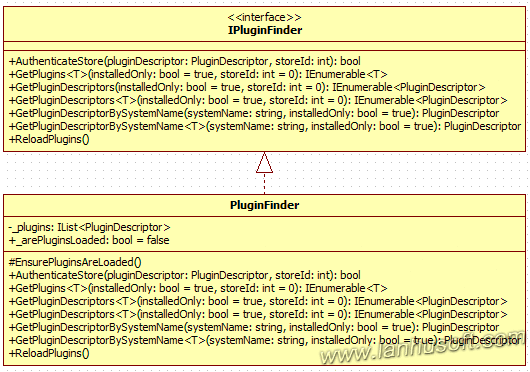 <<interface>>
IPluginFinder
+AuthenticateStore(pluginDescriptor: PluginDescriptor, storeId: int): bool
+GetPlugins<T>(installedOnly: bool = true, storeId: int = 0): IEnumerable<T>
+GetPluginDescriptors(installedOnly: bool = true, storeId: int = 0): IEnumerable<PluginDescriptor>
+GetPluginDescriptors<T>(installedOnly: bool = true, storeId: int = 0): IEnumerable<PluginDescriptor>
+GetPluginDescriptorBySystemName(systemName: string, installedOnly: bool = true): PluginDescriptor
+GetPluginDescriptorBySystemName<T>(systemName: string, installedOnly: bool = true): PluginDescriptor
+ReloadPlugins()
PluginFinder
-_plugins: IList<PluginDescriptor>
+_arePluginsLoaded: bool = false
#EnsurePluginsAreLoaded()
+AuthenticateStore(pluginDescriptor: PluginDescriptor, storeId: int): bool
+GetPlugins<T>(installedOnly: bool = true, storeId: int = 0): IEnumerable<T>
+GetPluginDescriptors<T>(installedOnly: bool = true, storeId: int = 0): IEnumerable<PluginDescriptor>
+GetPluginDescriptors<T>(installedOnly: bool = true, storeId: int = 0): IEnumerable<PluginDescriptor>
+GetPluginDescriptorBySystemName(systemName: string, installedOnly: bool = true): PluginDescriptor
+GetPluginDescriptorBySystemName<T>(systemName: string, installedOnly: bool = true): PluginDescriptor
+ReloadPlugins()
www.lanhusoft.com